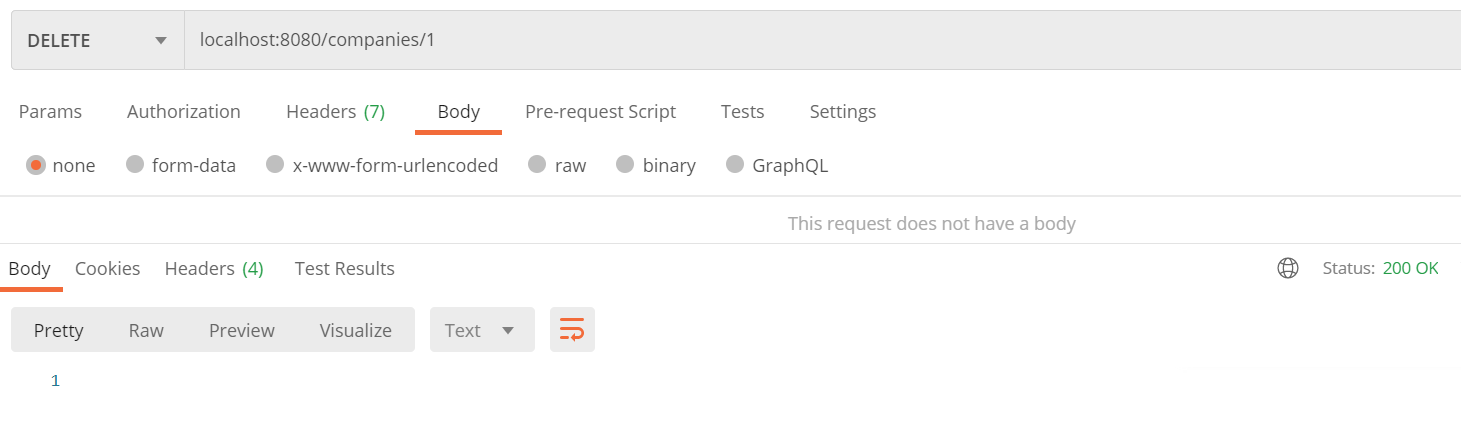 DELETE localhost:8080/companies/1
Params Authorization Headers (7) Body Pre-request Script Tests Settings
none form-data x-www-form-urlencoded raw binary GraphQL
This request does not have a body
Body Cookies Headers (4) Test Results Status: 200 OK
Pretty Raw Preview Visualize Text
1